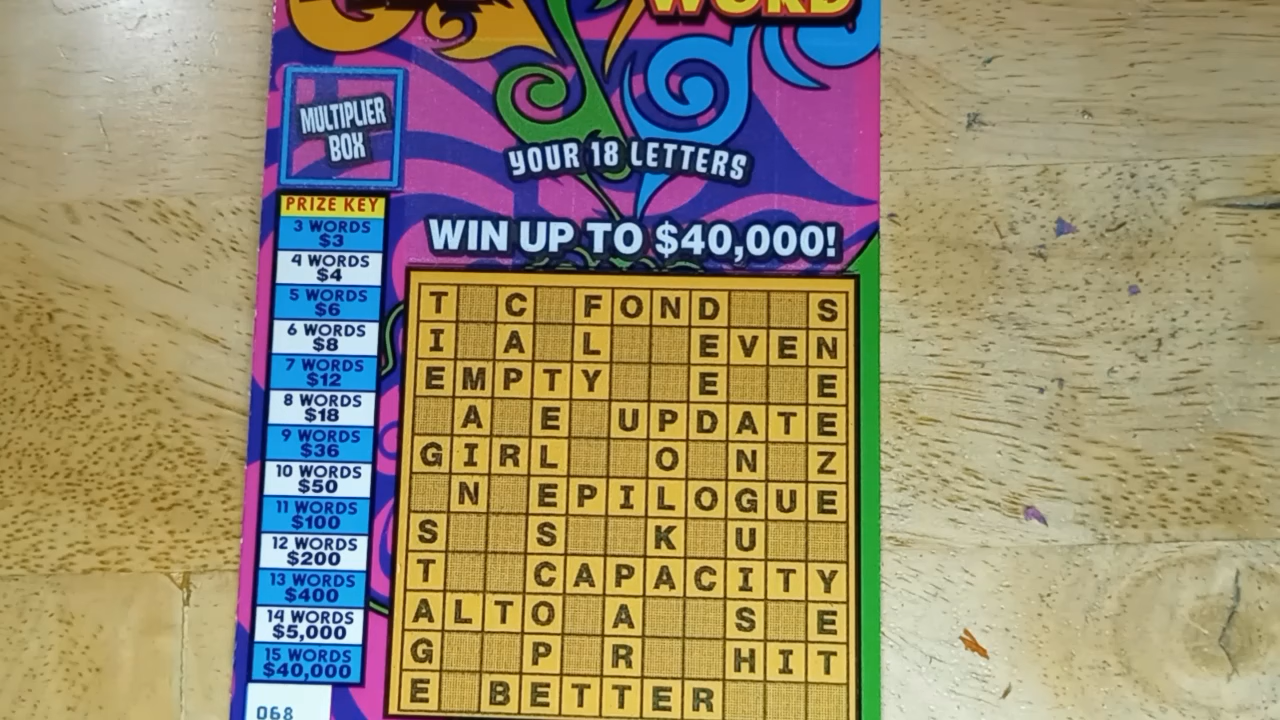 WORD
MULTIPLIER
BOX
YOUR 18 LETTERS
PRIZE KEY
3 WORDS
$3
4 WORDS
$4
5 WORDS
$6
6 WORDS
$8
7 WORDS
$12
8 WORDS
$18
9 WORDS
$36
10 WORDS
$50
11 WORDS
$100
12 WORDS
$200
13 WORDS
$400
14 WORDS
$5,000
15 WORDS
$40,000
068
WIN UP TO $40,000!
T C FOND S
I A L EVEN
EMPTY E E
A E UPDATE
GIRL O N Z
N EPILOGUE
S S K U
T CAPACITY
ALTO A S E
G P R HIT
E BETTER